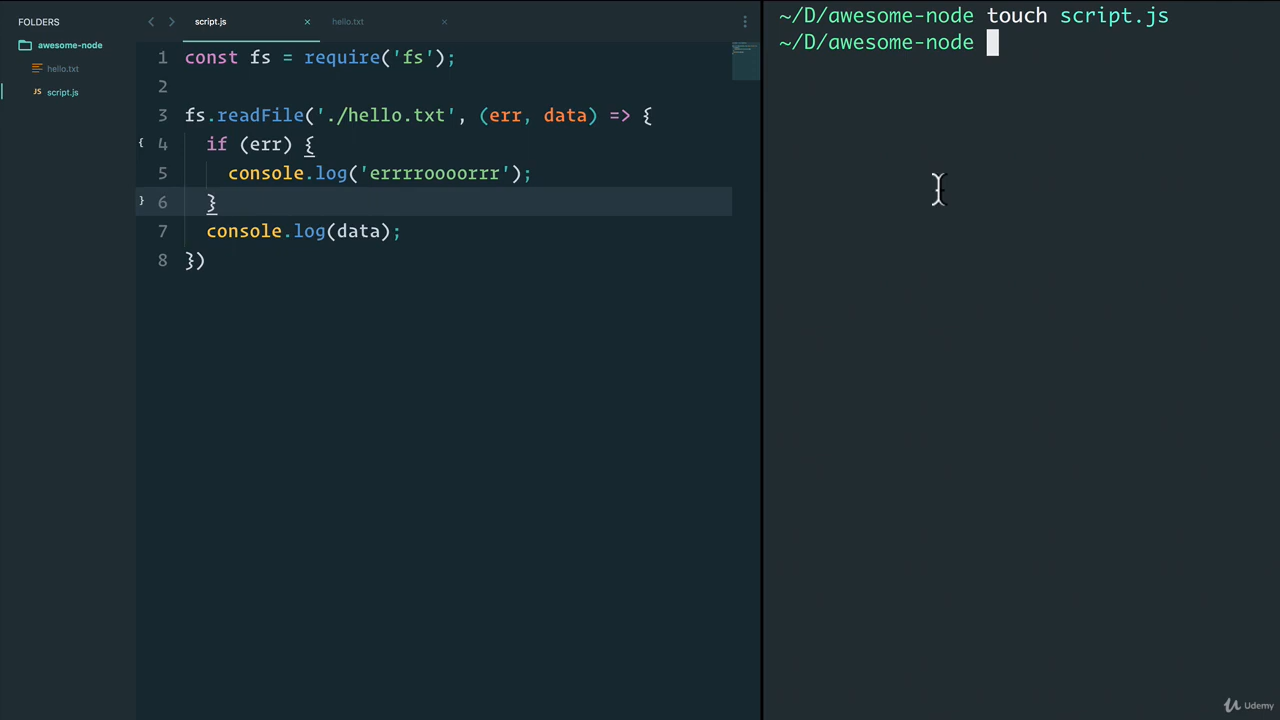 FOLDERS
awesome-node
hello.txt
JS script.js
script.js × hello.txt ×
1 const fs = require('fs');
2
3 fs.readFile('./hello.txt', (err, data) => {
4 if (err) {
5 console.log('errrroooorrr');
6 }
7 console.log(data);
8 })
~/D/awesome-node touch script.js
~/D/awesome-node
Udemy